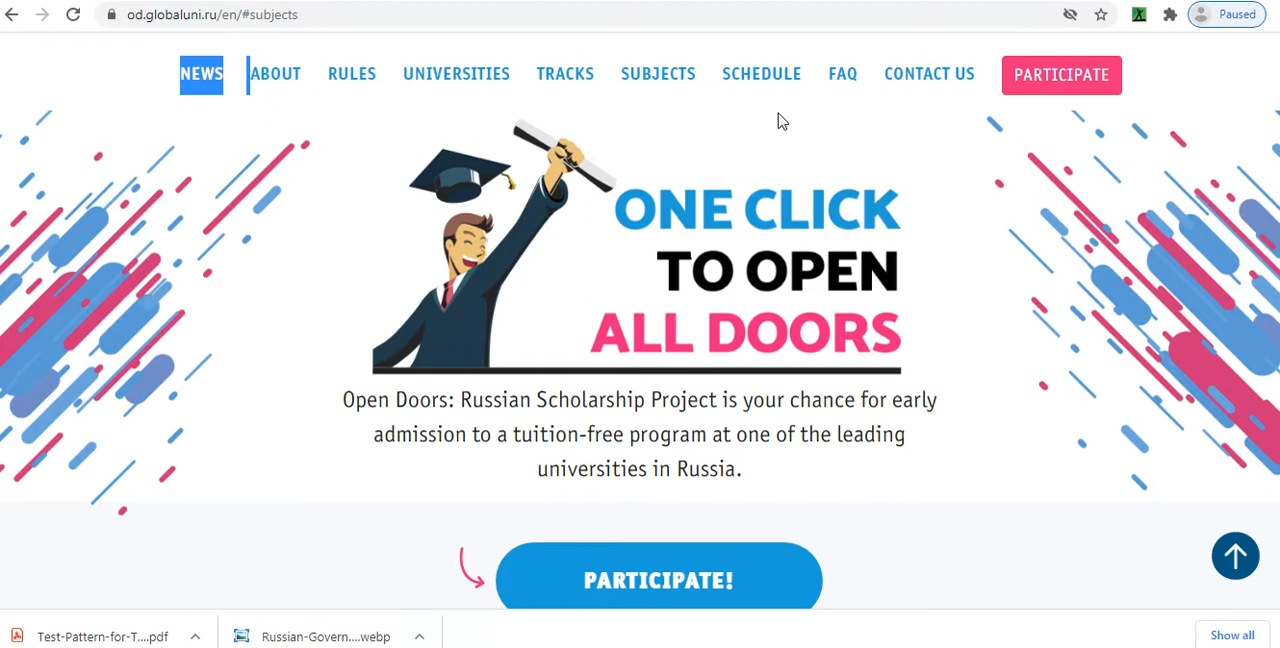 od.globaluni.ru/en/#subjects
Paused
NEWS ABOUT RULES UNIVERSITIES TRACKS SUBJECTS SCHEDULE FAQ CONTACT US PARTICIPATE
ONE CLICK
TO OPEN
ALL DOORS
Open Doors: Russian Scholarship Project is your chance for early
admission to a tuition-free program at one of the leading
universities in Russia.
PARTICIPATE!
Test-Pattern-for-T....pdf
Russian-Govern....webp
Show all